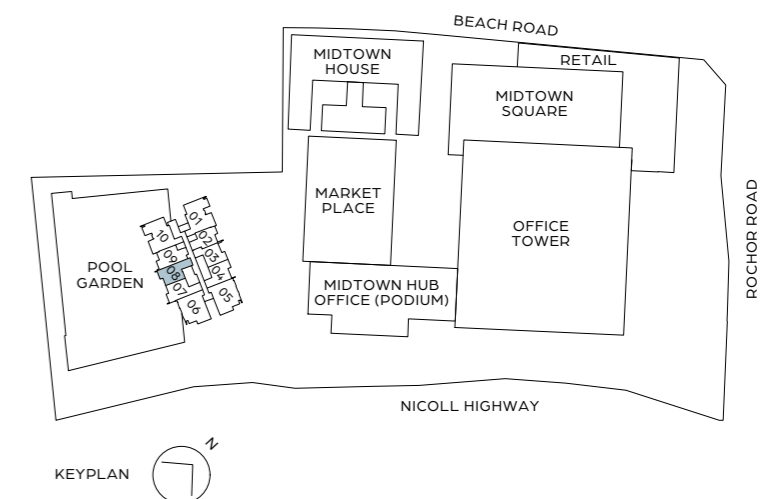 BEACH ROAD
MIDTOWN
HOUSE
RETAIL
MIDTOWN
SQUARE
MARKET
PLACE
OFFICE
TOWER
ROCHOR ROAD
01
02
03
04
05
10
09
08
07
06
POOL
GARDEN
MIDTOWN HUB
OFFICE (PODIUM)
NICOLL HIGHWAY
N
KEYPLAN